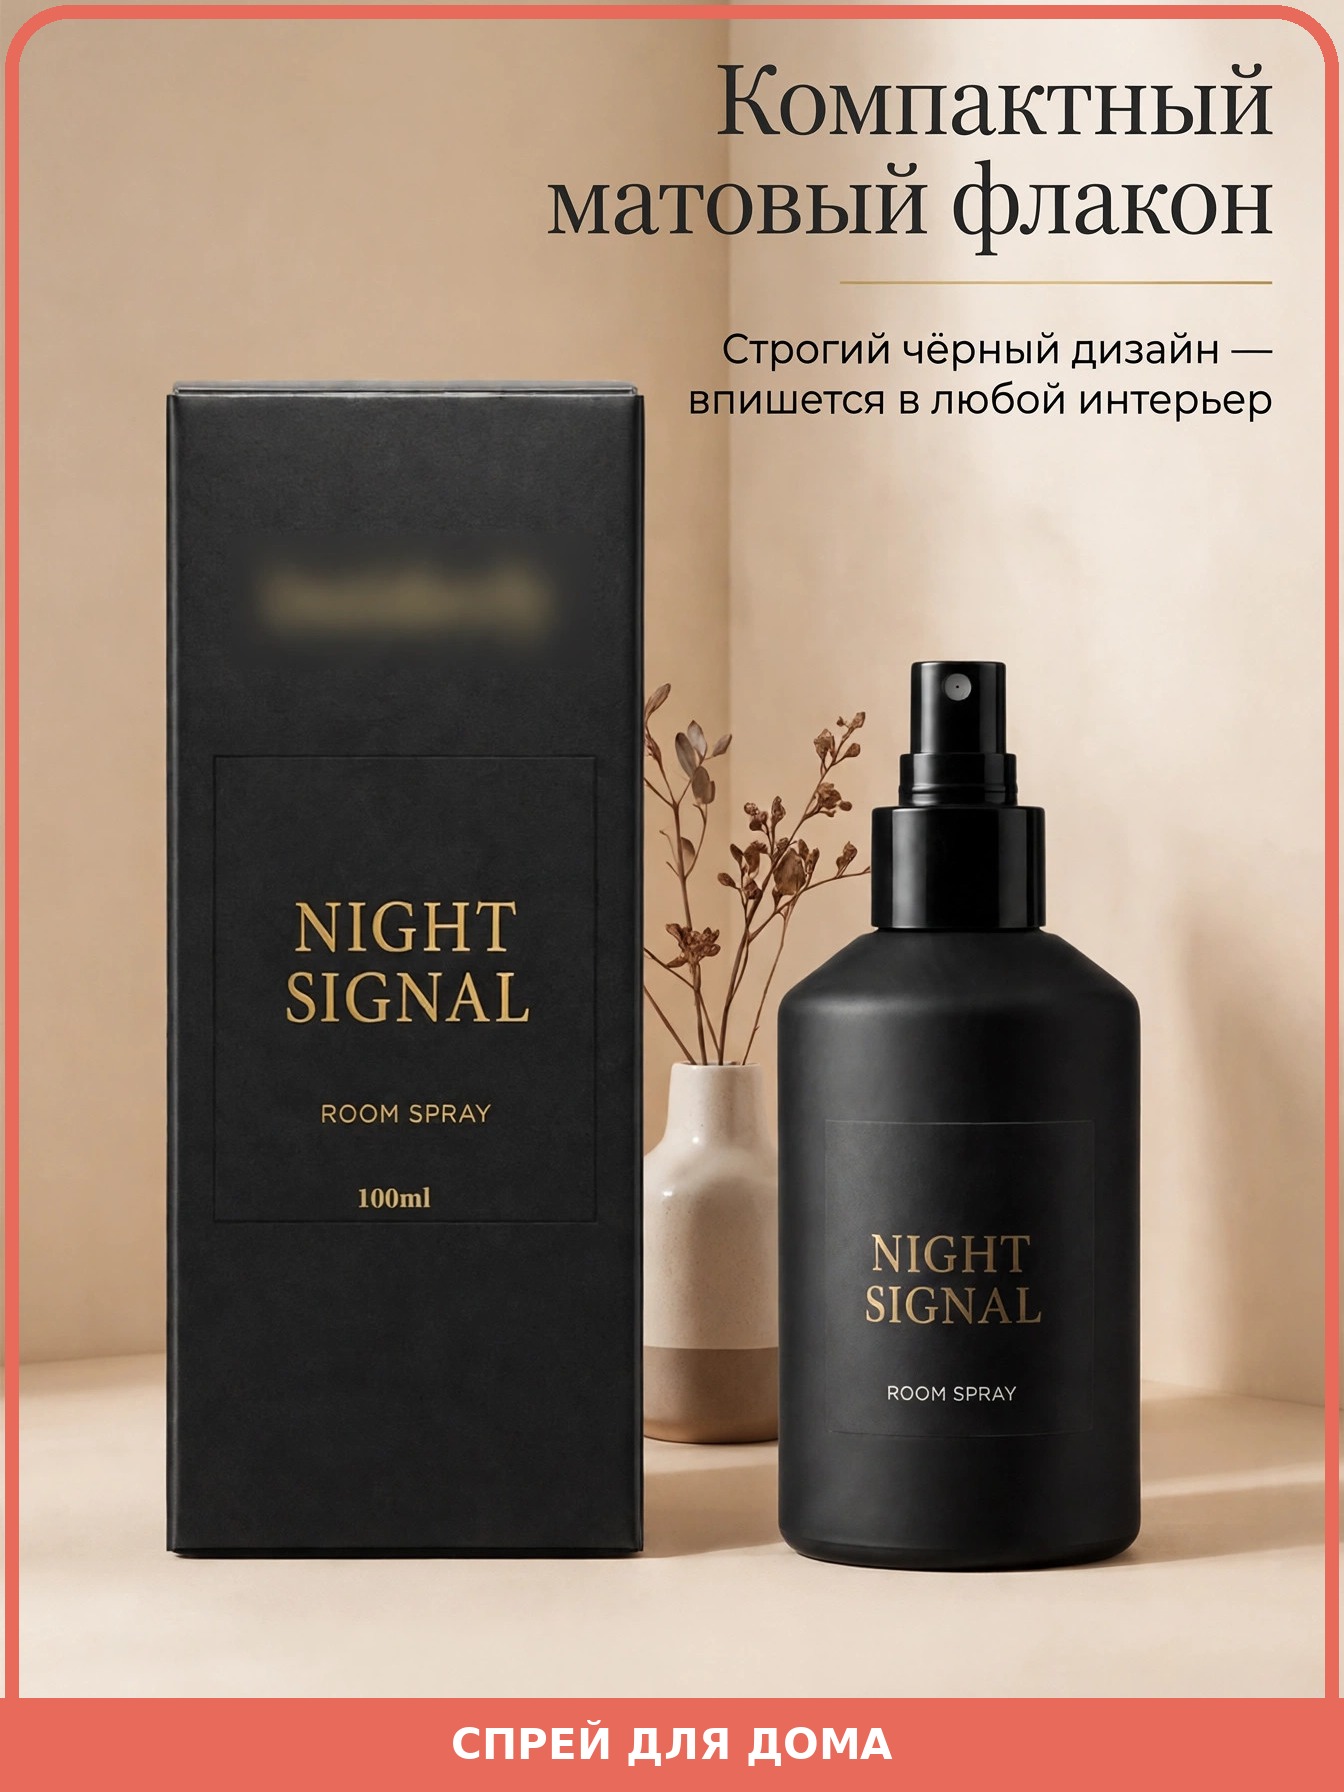 Компактный
матовый флакон
Строгий чёрный дизайн —
впишется в любой интерьер
NIGHT
SIGNAL
ROOM SPRAY
100ml
NIGHT
SIGNAL
ROOM SPRAY
СПРЕЙ ДЛЯ ДОМА